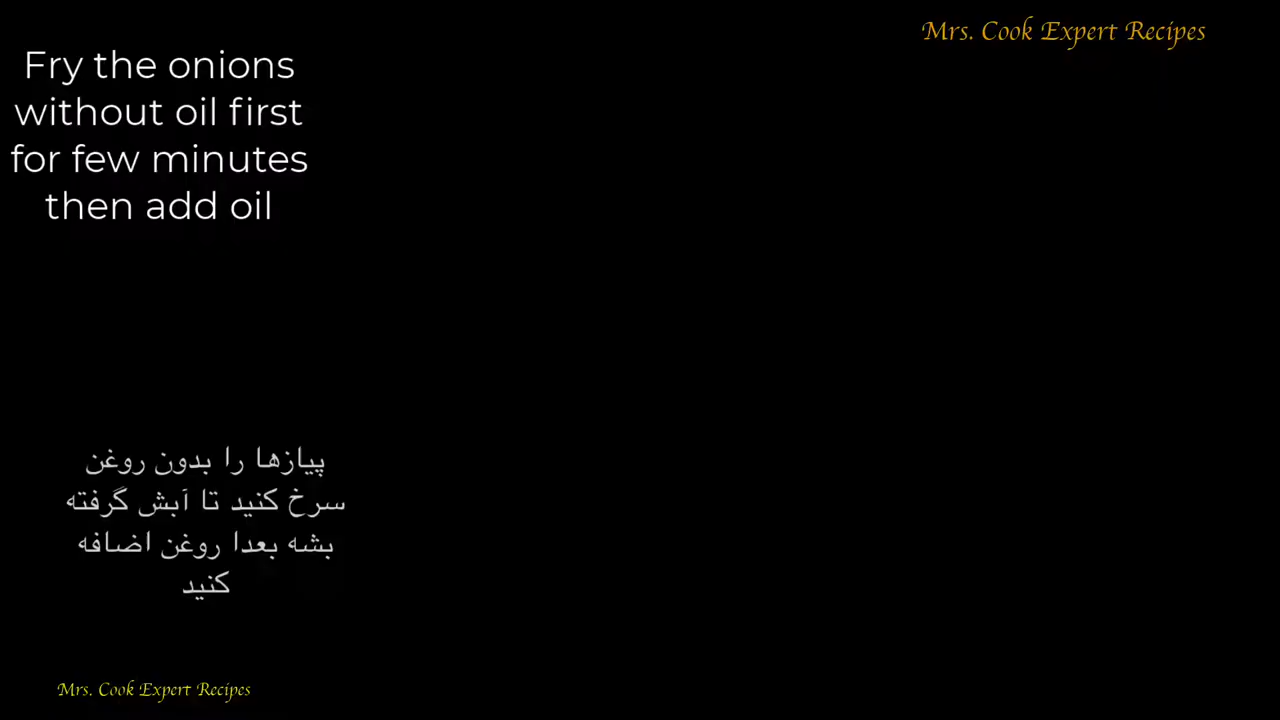 Mrs. Cook Expert Recipes
Fry the onions
without oil first
for few minutes
then add oil
پیازها را بدون روغن
سرخ کنید تا آبش گرفته
بشه بعدا روغن اضافه
کنید
Mrs. Cook Expert Recipes